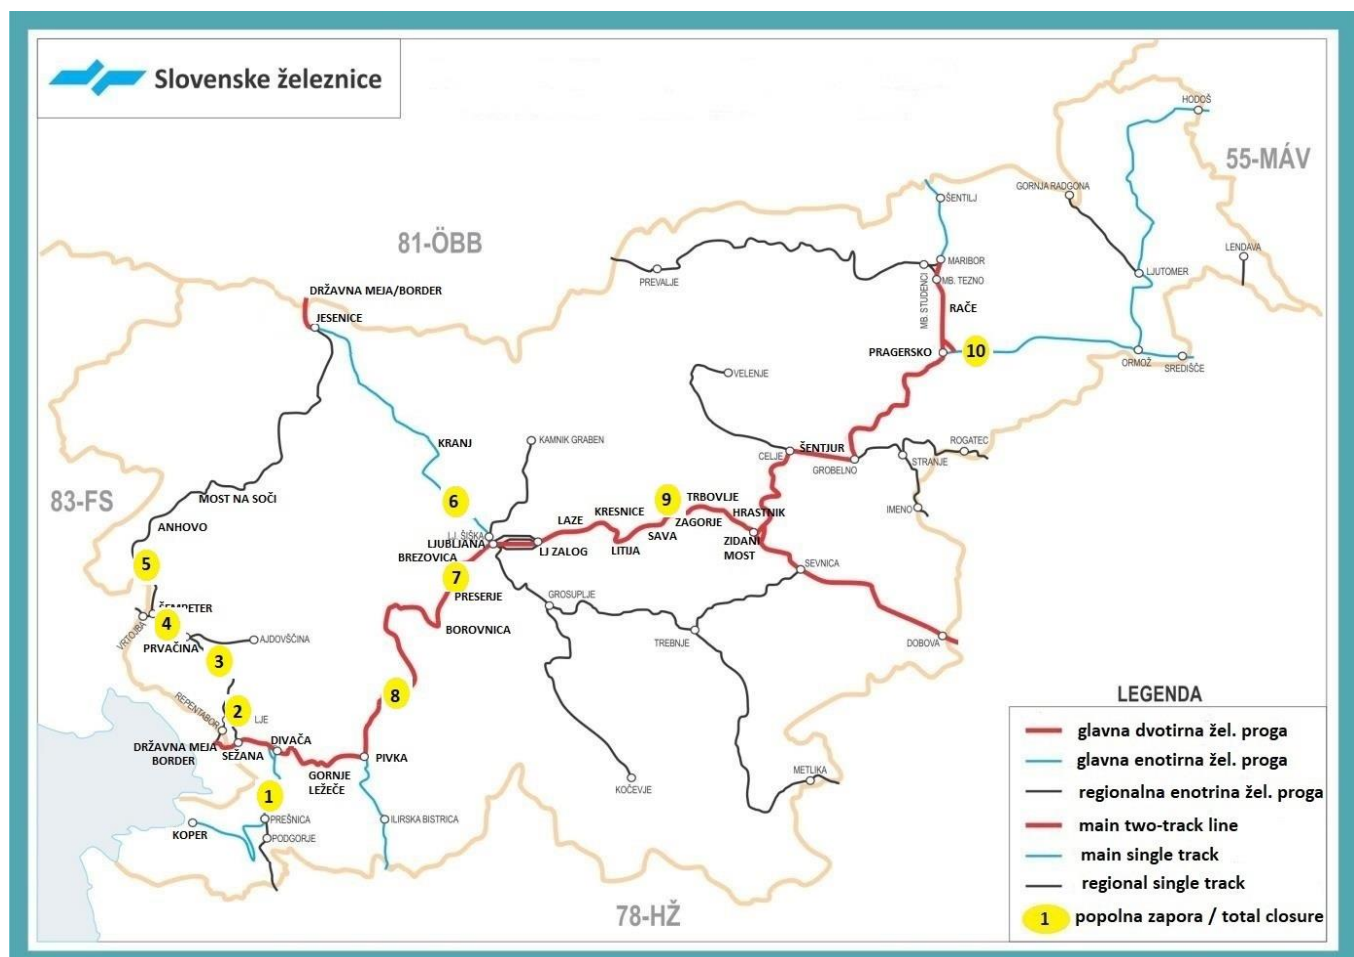 Slovenske železnice
HODOŠ
55-MÁV
GORNJA RADGONA
ŠENTILJ
81-ÖBB
LENDAVA
MARIBOR
PREVALJE
MB. TEZNO
LJUTOMER
MB. STUDENCI
DRŽAVNA MEJA/BORDER
RAČE
JESENICE
PRAGERSKO
10
ORMOŽ
SREDIŠČE
VELENJE
KRANJ
KAMNIK GRABEN
ŠENTJUR
CELJE
GROBELNO
ROGATEC
STRANJE
83-FS
MOST NA SOČI
6
9
TRBOVLJE
KRESNICE
HRASTNIK
IMENO
ANHOVO
LAZE
ZAGORJE
LJ. ŠIŠKA
LJUBLJANA
SAVA
ZIDANI
MOST
BREZOVICA
LJ ZALOG
LITIJA
5
7
SEVNICA
PRESERJE
GROSUPLJE
ŠEMPETER
4
VRTOJBA
BOROVNICA
PRVAČINA
AJDOVŠČINA
TREBNJE
DOBOVA
3
8
REPENTABOR
2
LJE
DRŽAVNA MEJA
BORDER
SEŽANA
DIVAČA
PIVKA
GORNJE
LEŽEČE
METLIKA
KOČEVJE
1
PREŠNICA
ILIRSKA BISTRICA
KOPER
PODGORJE
78-HŽ
LEGENDA
glavna dvotirna žel. proga
glavna enotirna žel. proga
regionalna enotrina žel. proga
main two-track line
main single track
regional single track
1 popolna zapora / total closure